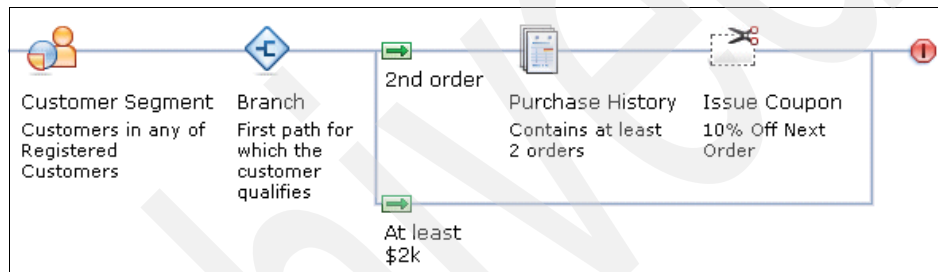 2nd order
Customer Segment
Customers in any of
Registered
Customers
Branch
First path for
which the
customer
qualifies
Purchase History
Contains at least
2 orders
Issue Coupon
10% Off Next
Order
At least
$2k